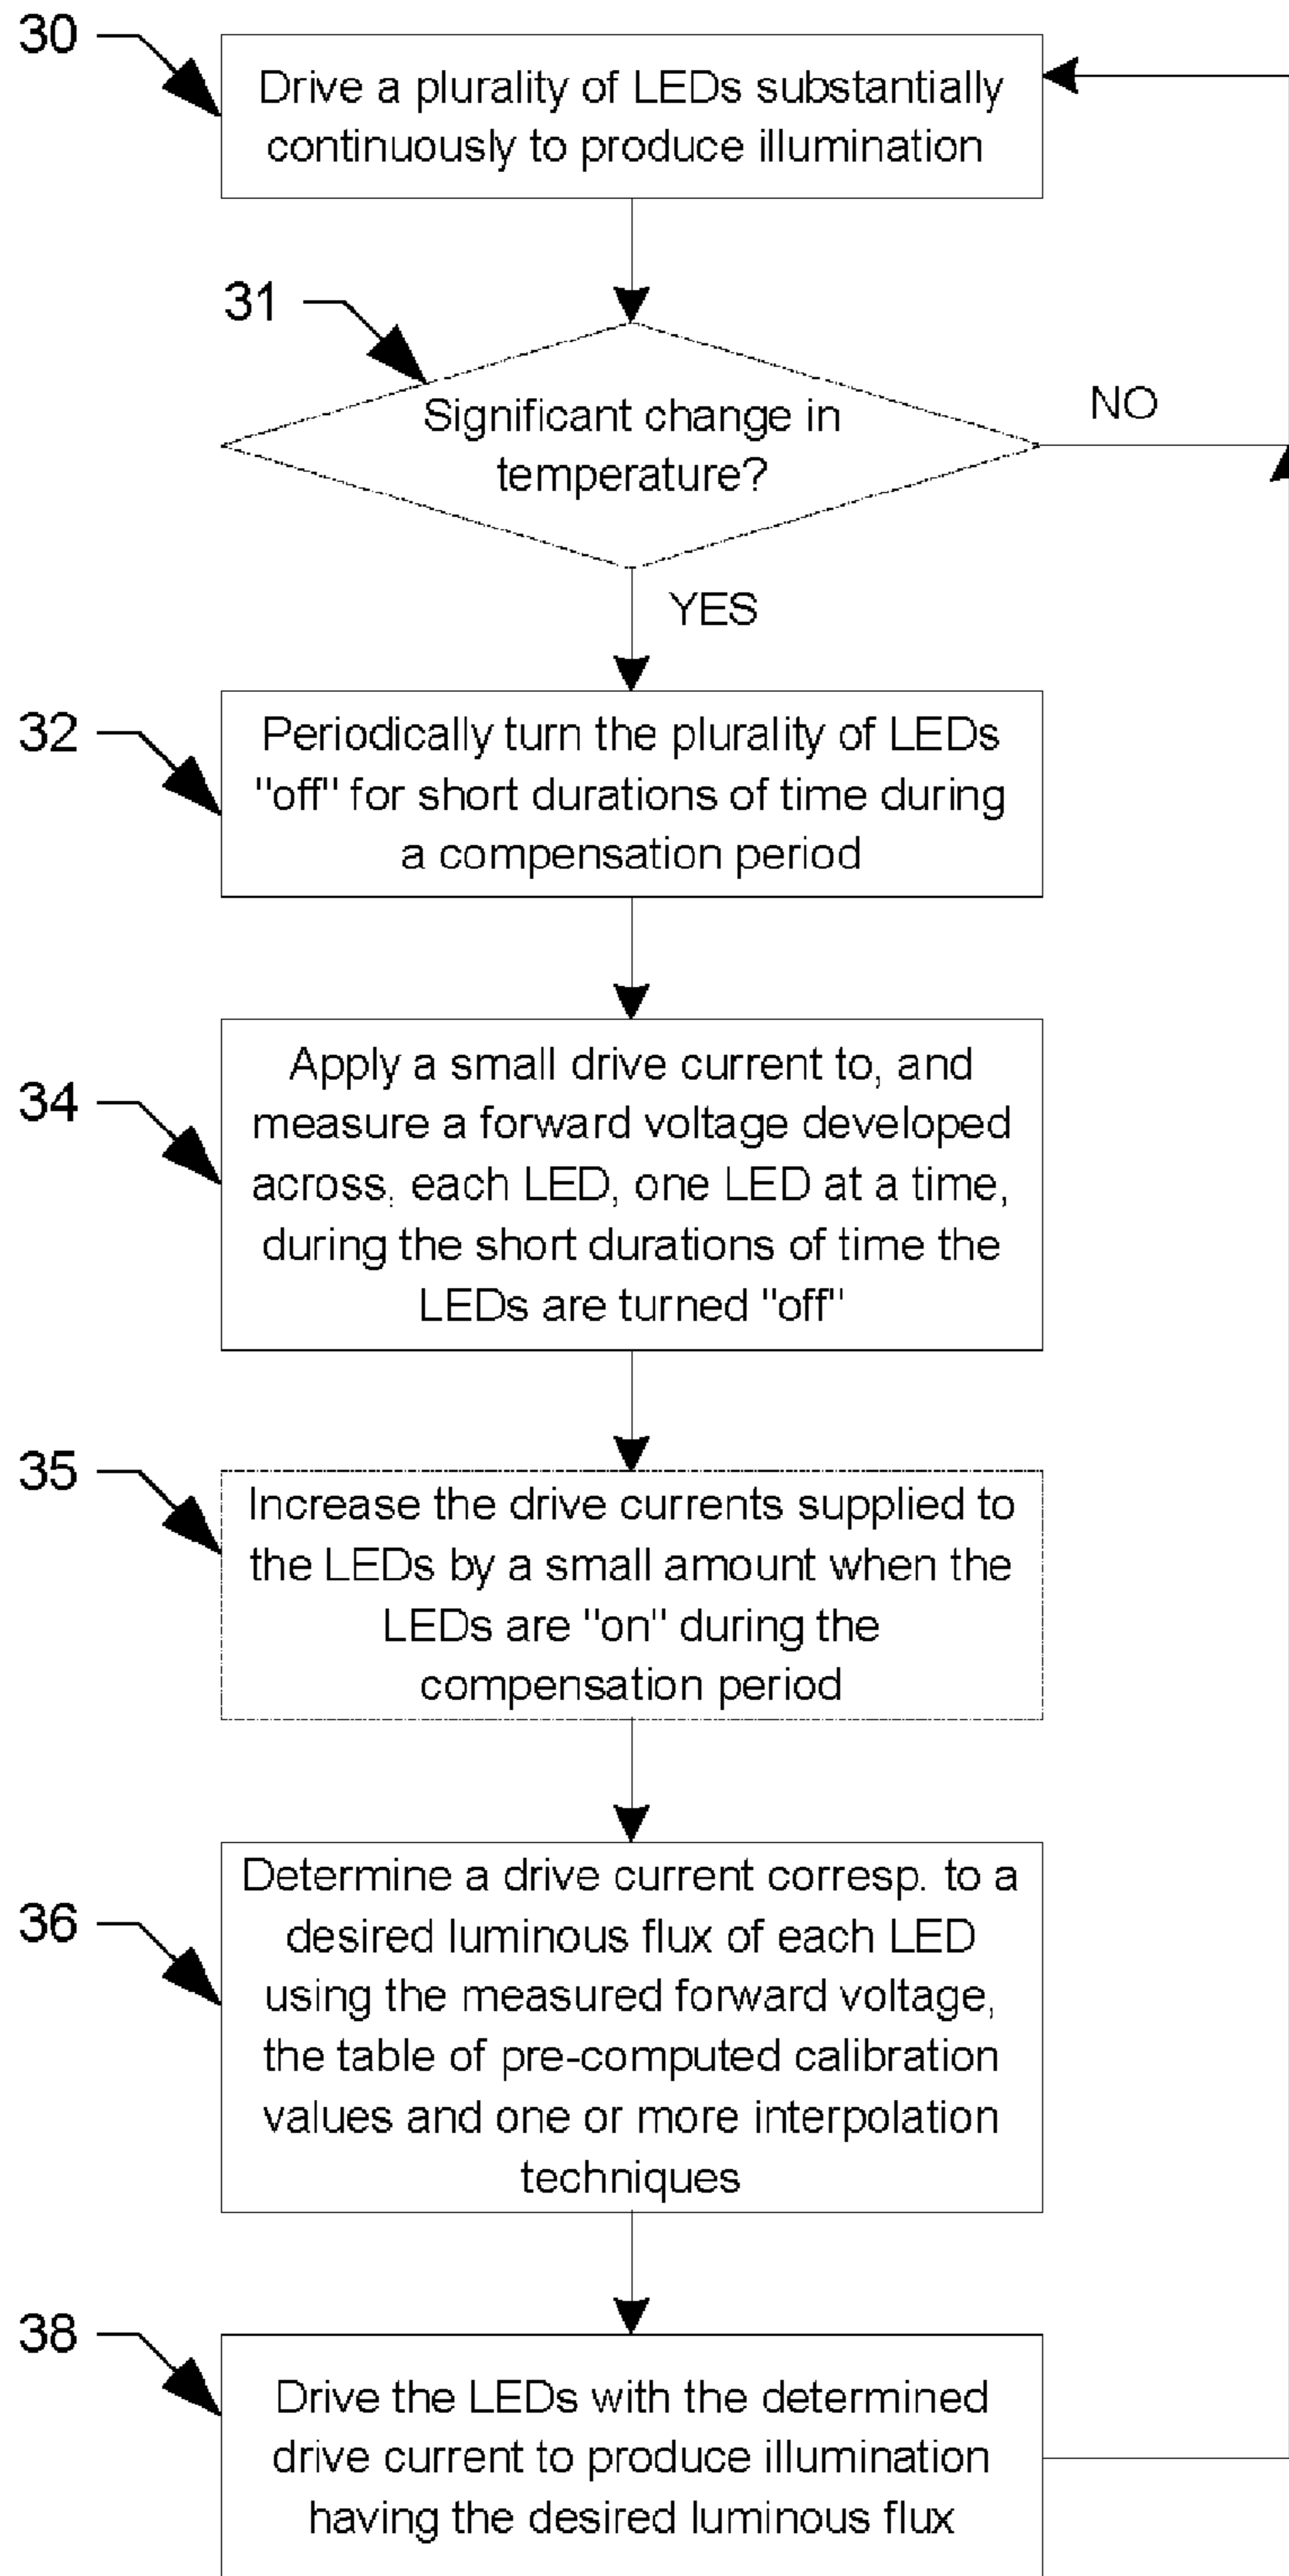 30
Drive a plurality of LEDs substantially
continuously to produce illumination
31
Significant change in
temperature?
NO
YES
32
Periodically turn the plurality of LEDs
"off" for short durations of time during
a compensation period
34
Apply a small drive current to, and
measure a forward voltage developed
across, each LED, one LED at a time,
during the short durations of time the
LEDs are turned "off"
35
Increase the drive currents supplied to
the LEDs by a small amount when the
LEDs are "on" during the
compensation period
36
Determine a drive current corresp. to a
desired luminous flux of each LED
using the measured forward voltage,
the table of pre-computed calibration
values and one or more interpolation
techniques
38
Drive the LEDs with the determined
drive current to produce illumination
having the desired luminous flux